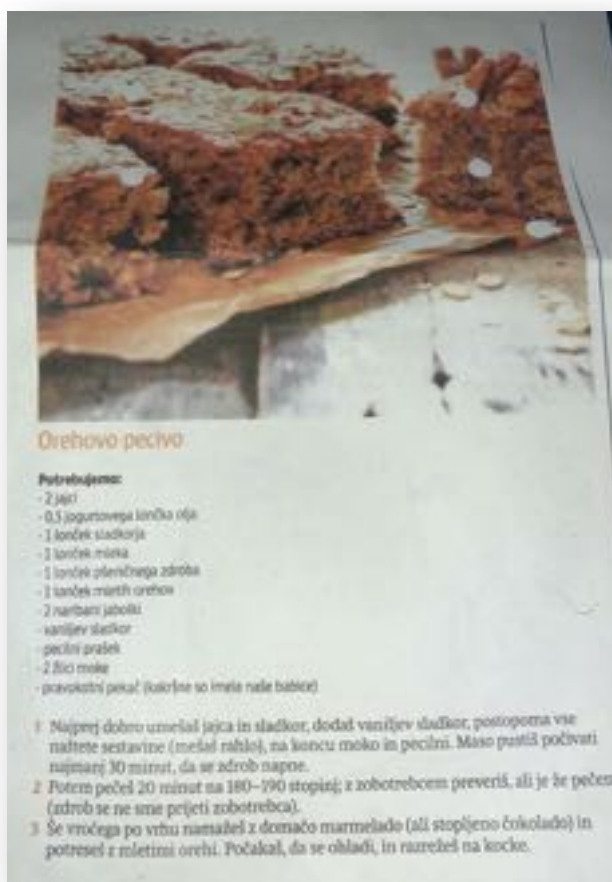 Orehovo pecivo
Potrebujemo:
- 2 jajci
- 0,5 jogurtovega lončka olja
- 1 lonček sladkorja
- 1 lonček mleka
- 1 lonček pšeničnega zdroba
- 1 lonček mletih orehov
- 2 naribani jabolki
- vaniljev sladkor
- pecilni prašek
- 2 žlici moke
- pravokotni pekač (kakršne so imele naše babice)
1 Najprej dobro umešaš jajca in sladkor, dodaš vaniljev sladkor, postopoma vse
naštete sestavine (mešaš rahlo), na koncu moko in pecilni. Maso pustiš počivati
najmanj 30 minut, da se zdrob napne.
2 Potem pečeš 20 minut na 180–190 stopinj; z zobotrebcem preveriš, ali je že pečen
(zdrob se ne sme prijeti zobotrebca).
3 Še vročega po vrhu namažeš z domačo marmelado (ali stopljeno čokolado) in
potreseš z mletimi orehi. Počakaš, da se ohladi, in razrežeš na kocke.